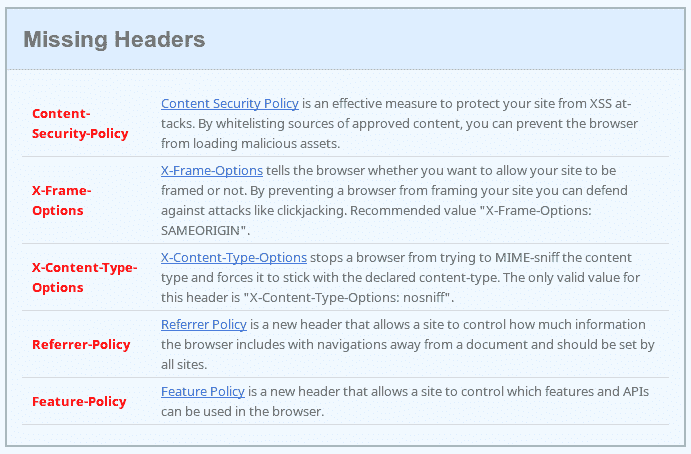 Missing Headers
Content-
Security-Policy
Content Security Policy is an effective measure to protect your site from XSS at-
tacks. By whitelisting sources of approved content, you can prevent the browser
from loading malicious assets.
X-Frame-
Options
X-Frame-Options tells the browser whether you want to allow your site to be
framed or not. By preventing a browser from framing your site you can defend
against attacks like clickjacking. Recommended value "X-Frame-Options:
SAMEORIGIN".
X-Content-Type-
Options
X-Content-Type-Options stops a browser from trying to MIME-sniff the content
type and forces it to stick with the declared content-type. The only valid value for
this header is "X-Content-Type-Options: nosniff".
Referrer-Policy
Referrer Policy is a new header that allows a site to control how much information
the browser includes with navigations away from a document and should be set by
all sites.
Feature-Policy
Feature Policy is a new header that allows a site to control which features and APIs
can be used in the browser.